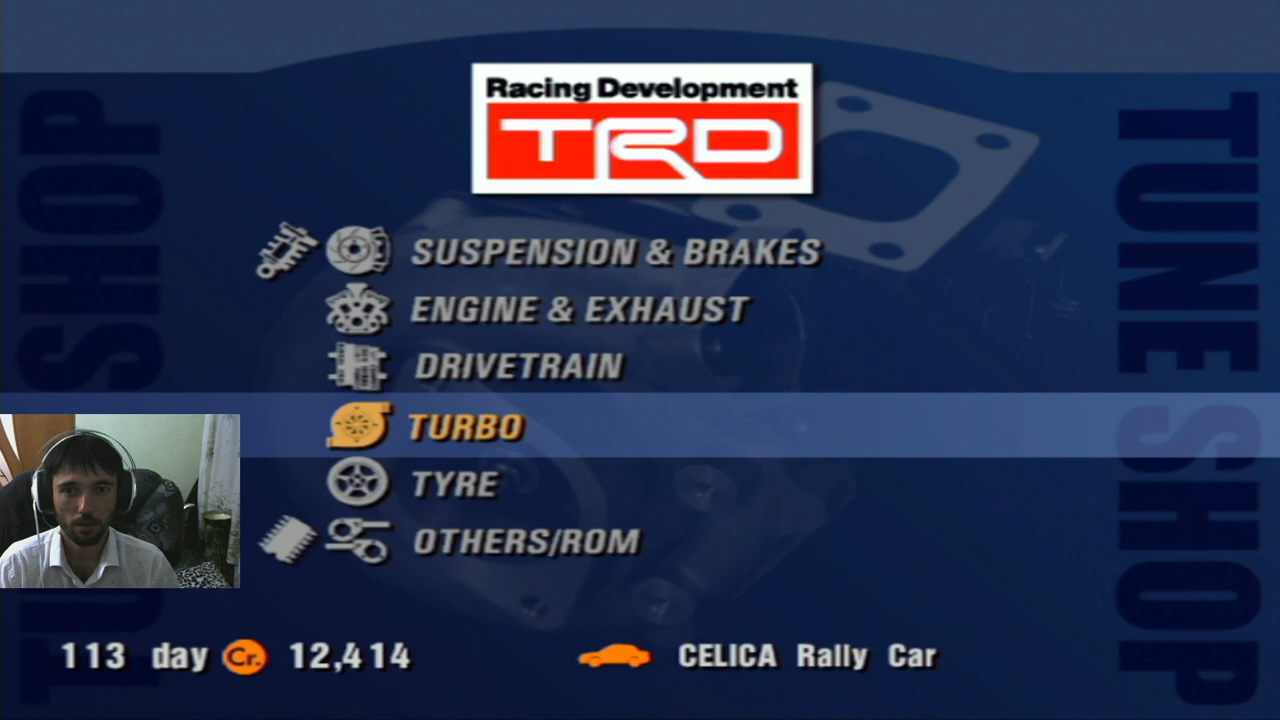 Racing Development
TRD
SUSPENSION & BRAKES
ENGINE & EXHAUST
DRIVETRAIN
TURBO
TYRE
OTHERS/ROM
113 day Cr. 12,414
CELICA Rally Car
TUNE SHOP
TUNE SHOP